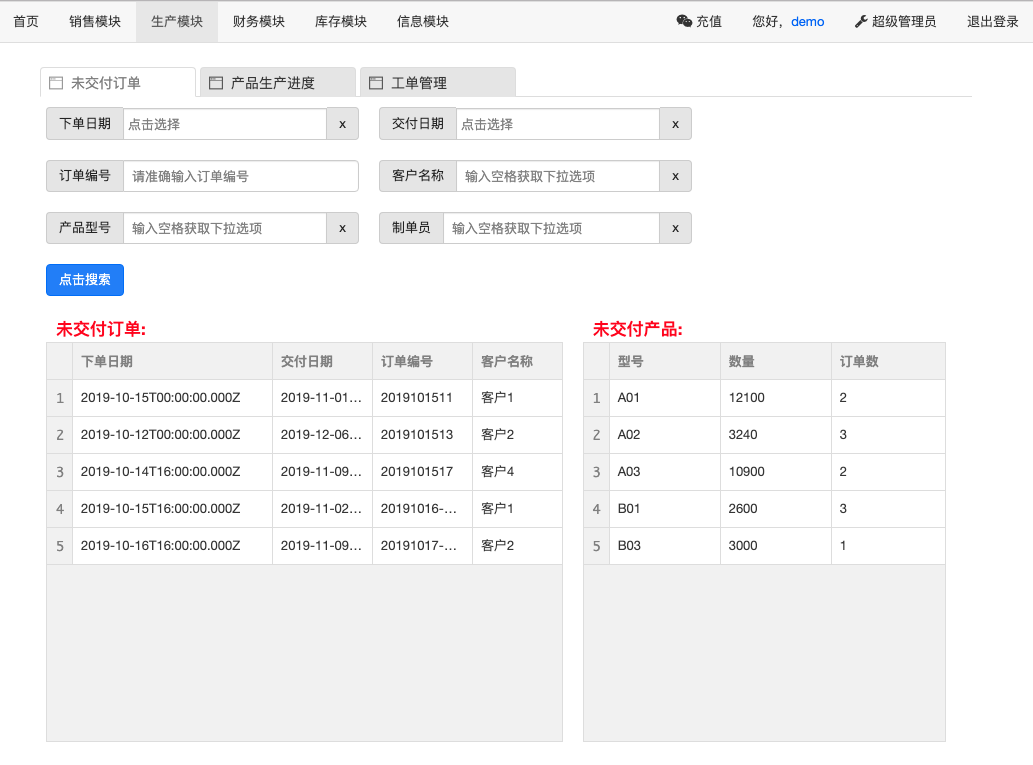 首页 销售模块 生产模块 财务模块 库存模块 信息模块 充值 您好，demo 超级管理员 退出登录
未交付订单 产品生产进度 工单管理
下单日期 点击选择 x 交付日期 点击选择 x
订单编号 请准确输入订单编号 客户名称 输入空格获取下拉选项 x
产品型号 输入空格获取下拉选项 x 制单员 输入空格获取下拉选项 x
点击搜索
未交付订单: 未交付产品:
下单日期 交付日期 订单编号 客户名称 型号 数量 订单数
1 2019-10-15T00:00:00.000Z 2019-11-01... 2019101511 客户1 1 A01 12100 2
2 2019-10-12T00:00:00.000Z 2019-12-06... 2019101513 客户2 2 A02 3240 3
3 2019-10-14T16:00:00.000Z 2019-11-09... 2019101517 客户4 3 A03 10900 2
4 2019-10-15T16:00:00.000Z 2019-11-02... 20191016-... 客户1 4 B01 2600 3
5 2019-10-16T16:00:00.000Z 2019-11-09... 20191017-... 客户2 5 B03 3000 1